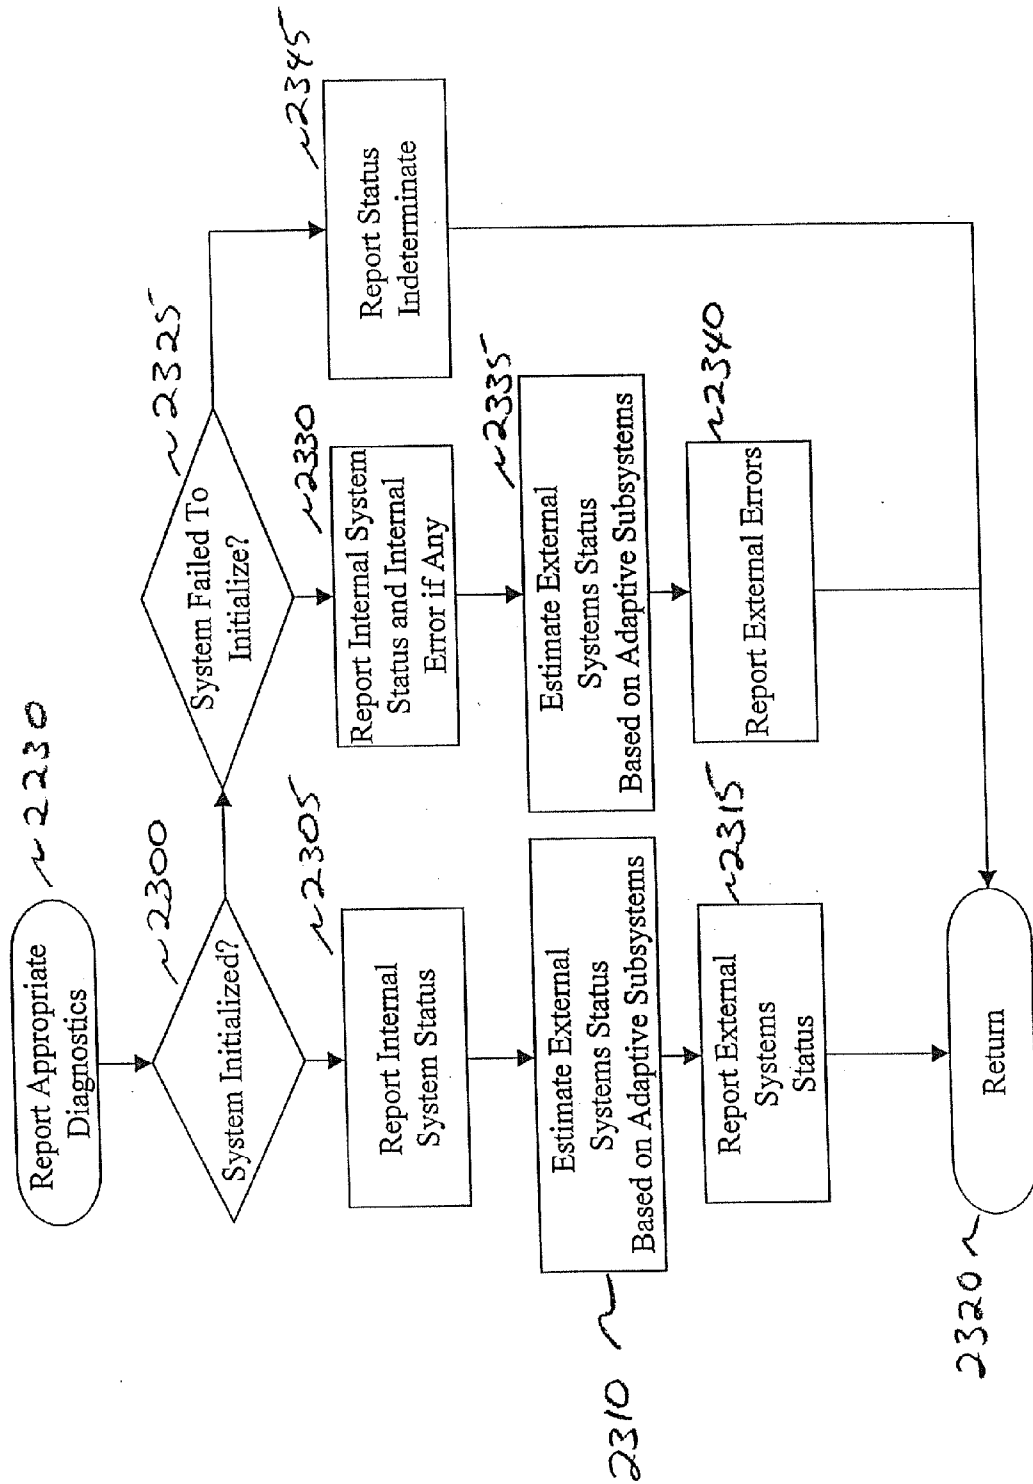 Report Appropriate
Diagnostics
2230
System Initialized?
2300
Report Internal
System Status
2305
Estimate External
Systems Status
Based on Adaptive Subsystems
2310
Report External
Systems
Status
2315
Return
2320
System Failed To
Initialize?
2325
Report Internal System
Status and Internal
Error if Any
2330
Estimate External
Systems Status
Based on Adaptive Subsystems
2335
Report External Errors
2340
Report Status
Indeterminate
2345